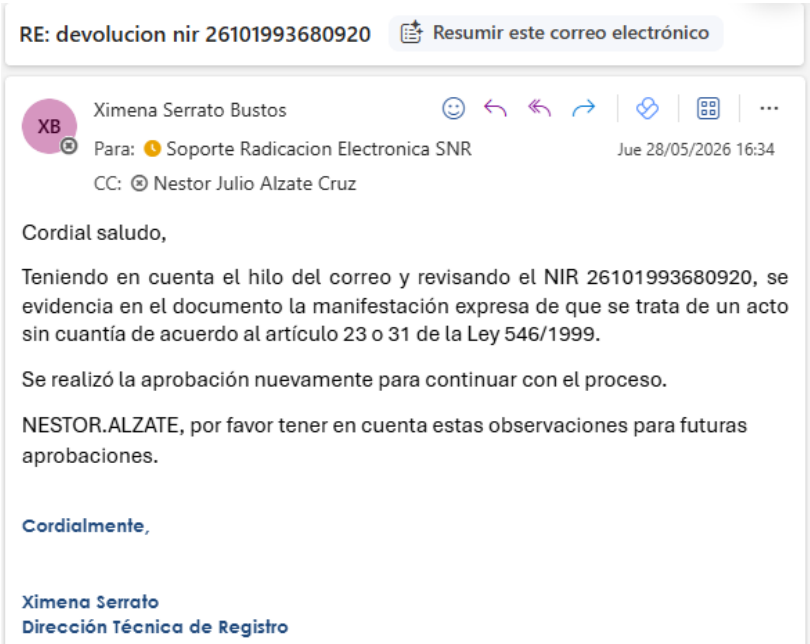 RE: devolucion nir 26101993680920 Resumir este correo electrónico
XB
Ximena Serrato Bustos
Para: Soporte Radicacion Electronica SNR Jue 28/05/2026 16:34
CC: Nestor Julio Alzate Cruz
Cordial saludo,
Teniendo en cuenta el hilo del correo y revisando el NIR 26101993680920, se
evidencia en el documento la manifestación expresa de que se trata de un acto
sin cuantía de acuerdo al artículo 23 o 31 de la Ley 546/1999.
Se realizó la aprobación nuevamente para continuar con el proceso.
NESTOR.ALZATE, por favor tener en cuenta estas observaciones para futuras
aprobaciones.
Cordialmente,
Ximena Serrato
Dirección Técnica de Registro